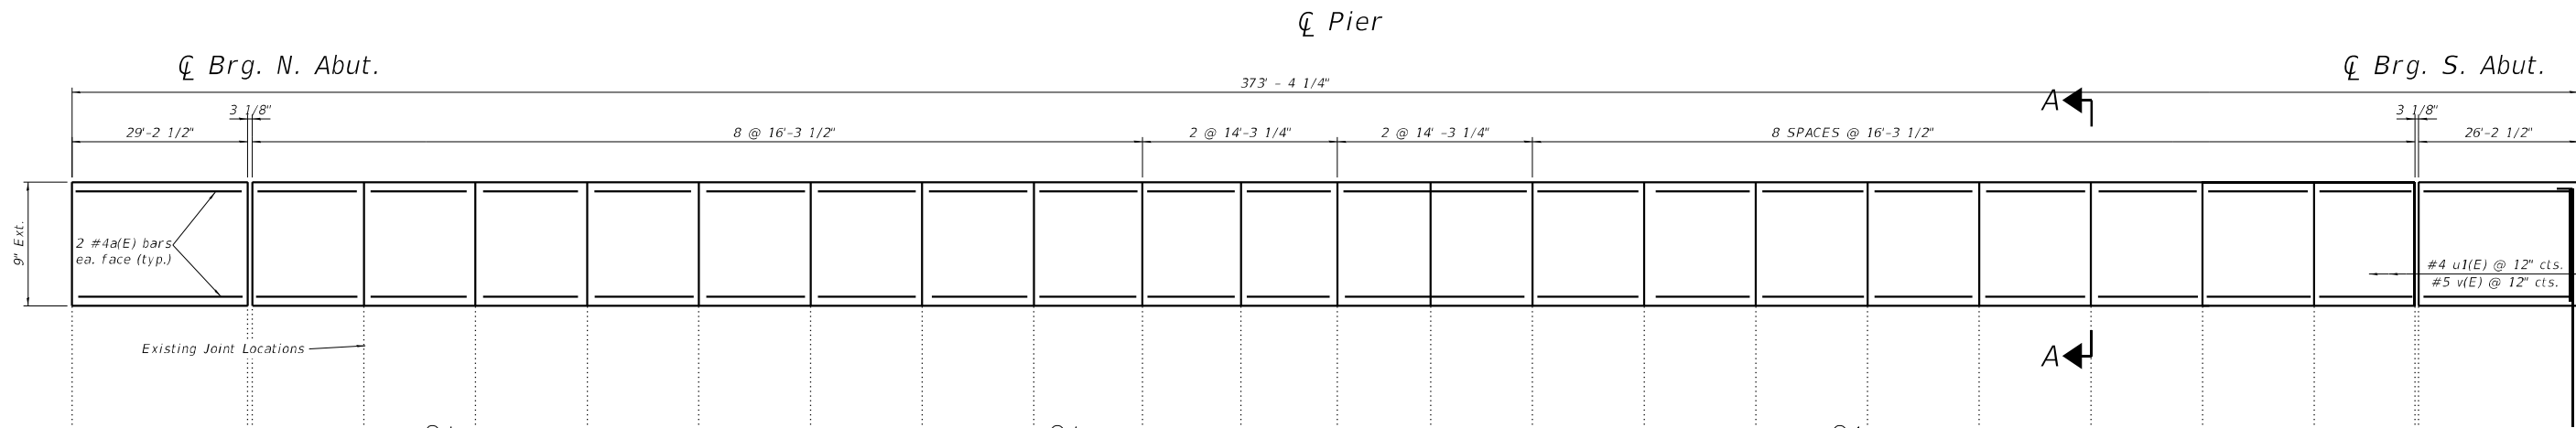 ℄ Pier
℄ Brg. N. Abut.
℄ Brg. S. Abut.
373' - 4 1/4"
A
3 1/8"
3 1/8"
29'-2 1/2"
8 @ 16'-3 1/2"
2 @ 14'-3 1/4"
2 @ 14' -3 1/4"
8 SPACES @ 16'-3 1/2"
26'-2 1/2"
9" Ext.
2 #4a(E) bars
ea. face (typ.)
#4 u1(E) @ 12" cts.
#5 v(E) @ 12" cts.
Existing Joint Locations
A